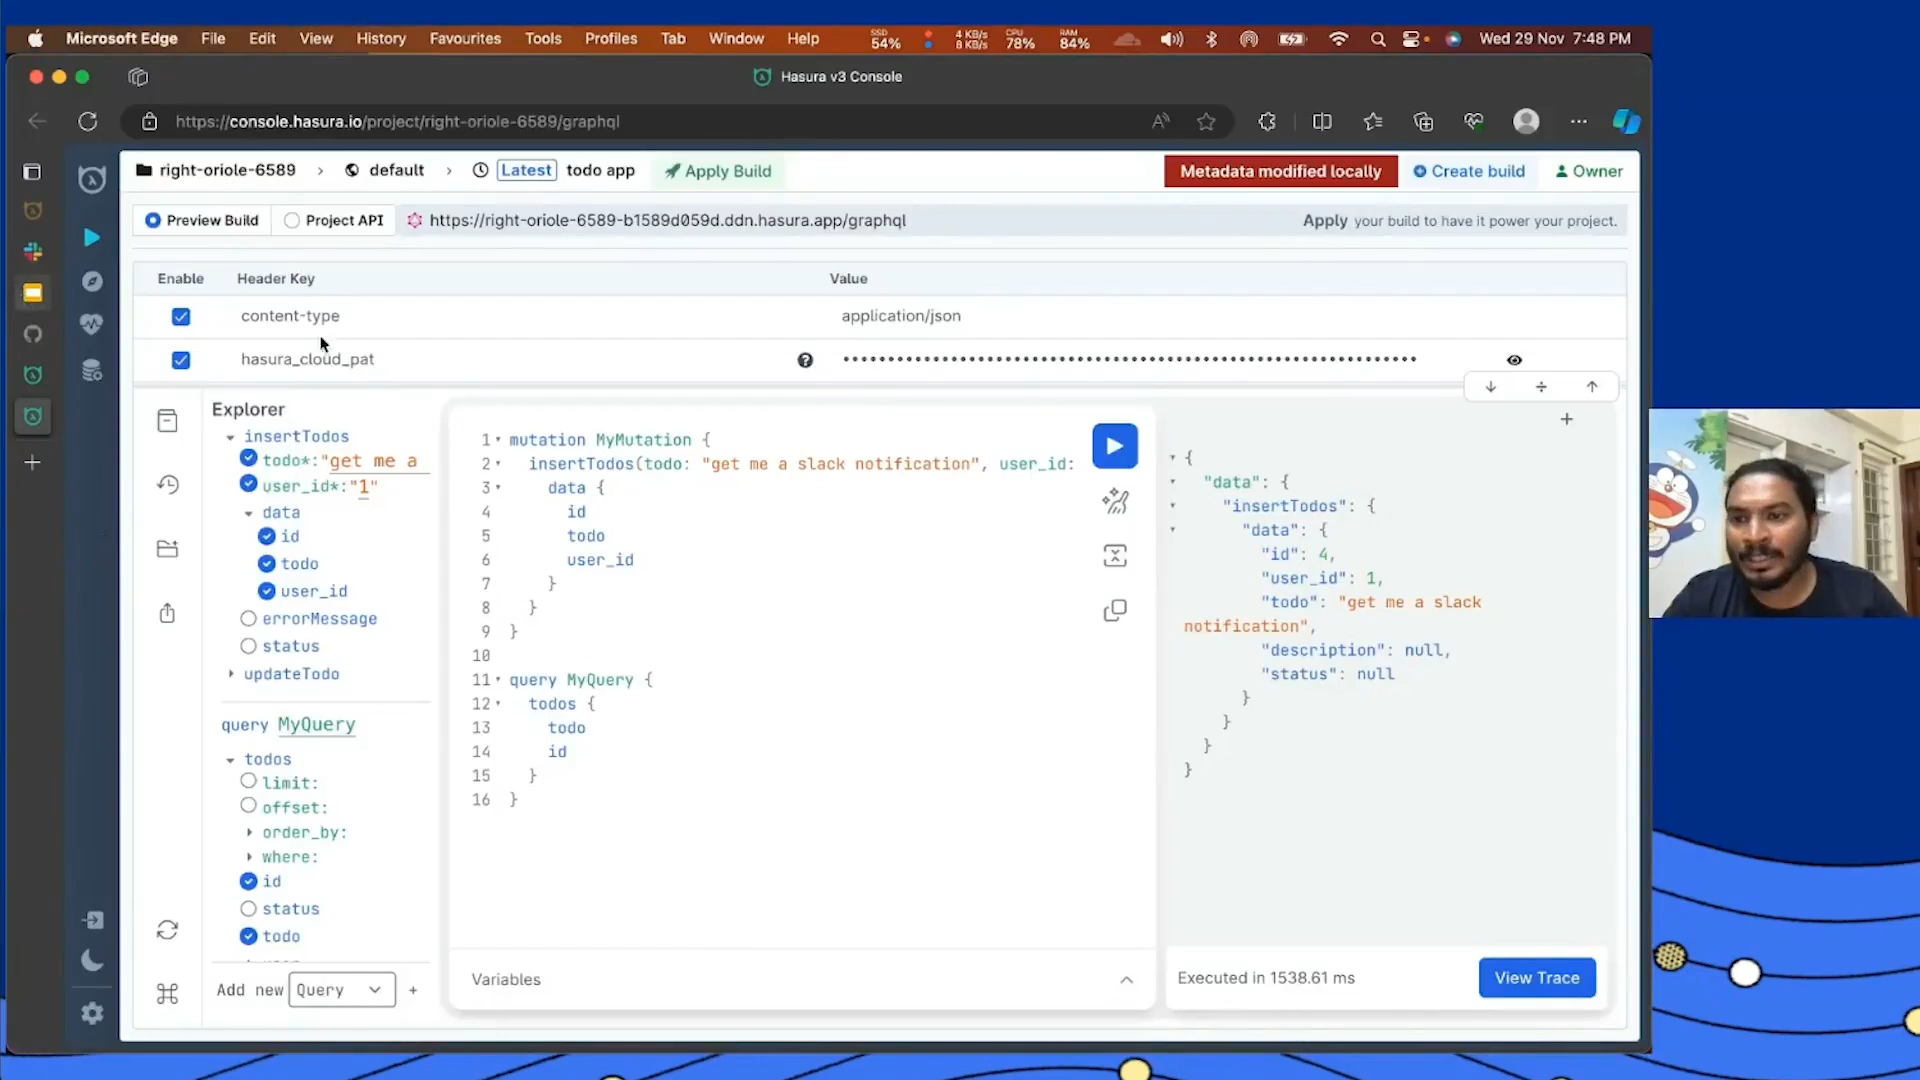 Microsoft Edge File Edit View History Favourites Tools Profiles Tab Window Help SSD 54% 4 KB/s 8 KB/s CPU 78% RAM 84% Wed 29 Nov 7:48 PM
Hasura v3 Console
https://console.hasura.io/project/right-oriole-6589/graphql
right-oriole-6589 › default › Latest todo app Apply Build Metadata modified locally Create build Owner
Preview Build Project API https://right-oriole-6589-b1589d059d.ddn.hasura.app/graphql Apply your build to have it power your project.
Enable Header Key Value
content-type application/json
hasura_cloud_pat ••••••••••••••••••••••••••••••••••••••••••••••••••••••••••••••••
Explorer
insertTodos
todo*:"get me a
user_id*:"1"
data
id
todo
user_id
errorMessage
status
updateTodo
query MyQuery
todos
limit:
offset:
order_by:
where:
id
status
todo
Add new Query +
1 mutation MyMutation {
2 insertTodos(todo: "get me a slack notification", user_id:
3 data {
4 id
5 todo
6 user_id
7 }
8 }
9 }
10
11 query MyQuery {
12 todos {
13 todo
14 id
15 }
16 }
Variables
{
"data": {
"insertTodos": {
"data": {
"id": 4,
"user_id": 1,
"todo": "get me a slack
notification",
"description": null,
"status": null
}
}
}
}
Executed in 1538.61 ms View Trace